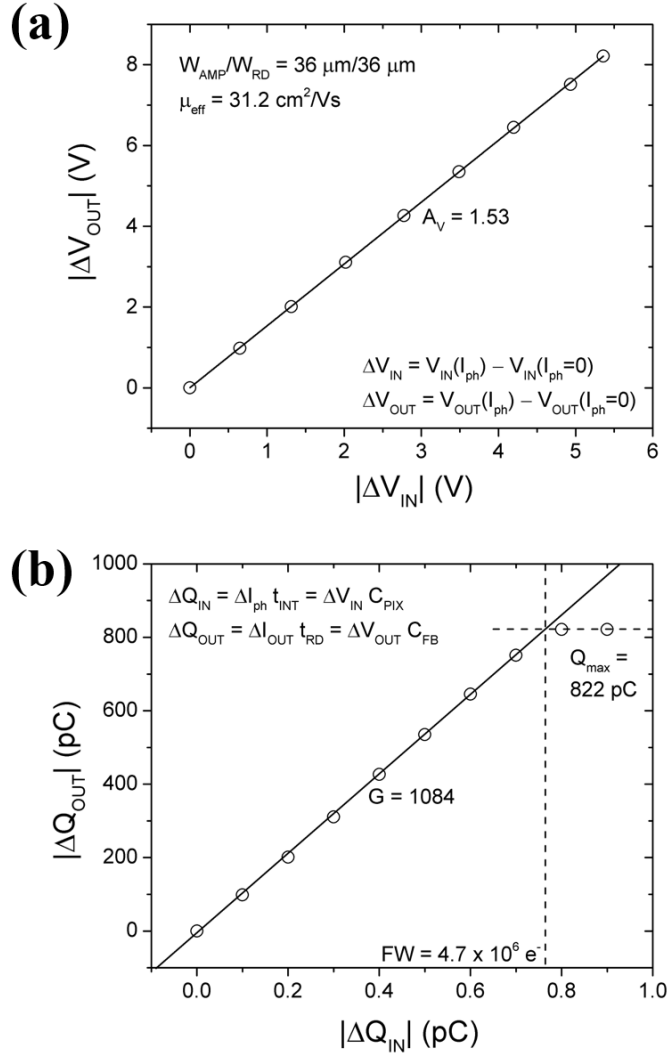 (a)
W_AMP/W_RD = 36 μm/36 μm
μ_eff = 31.2 cm²/Vs
8
6
4
2
0
|ΔV_OUT| (V)
A_V = 1.53
ΔV_IN = V_IN(I_ph) – V_IN(I_ph=0)
ΔV_OUT = V_OUT(I_ph) – V_OUT(I_ph=0)
0 1 2 3 4 5 6
|ΔV_IN| (V)
(b)
1000
800
600
400
200
0
|ΔQ_OUT| (pC)
ΔQ_IN = ΔI_ph t_INT = ΔV_IN C_PIX
ΔQ_OUT = ΔI_OUT t_RD = ΔV_OUT C_FB
Q_max =
822 pC
G = 1084
FW = 4.7 x 10⁶ e⁻
0.0 0.2 0.4 0.6 0.8 1.0
|ΔQ_IN| (pC)